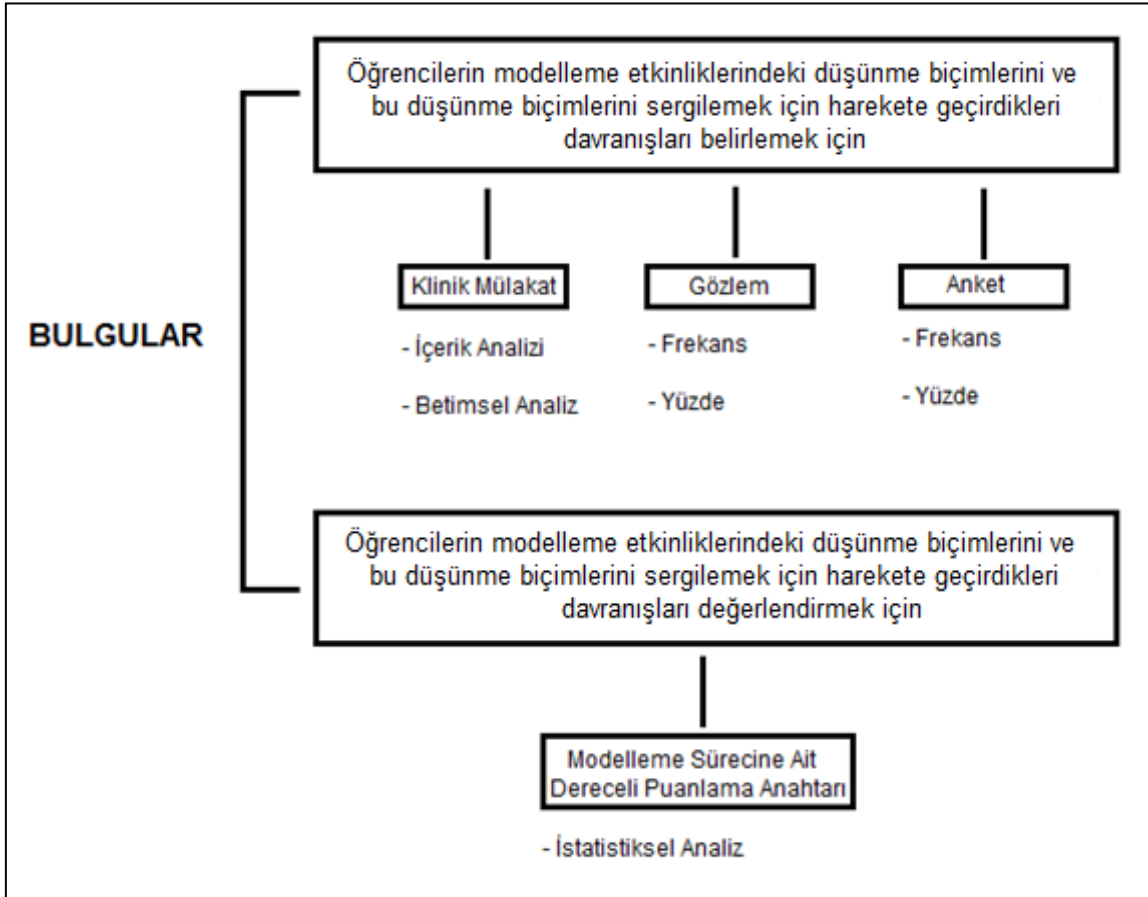 Öğrencilerin modelleme etkinliklerindeki düşünme biçimlerini ve
bu düşünme biçimlerini sergilemek için harekete geçirdikleri
davranışları belirlemek için
Klinik Mülakat
Gözlem
Anket
BULGULAR
- İçerik Analizi
- Betimsel Analiz
- Frekans
- Yüzde
- Frekans
- Yüzde
Öğrencilerin modelleme etkinliklerindeki düşünme biçimlerini ve
bu düşünme biçimlerini sergilemek için harekete geçirdikleri
davranışları değerlendirmek için
Modelleme Sürecine Ait
Dereceli Puanlama Anahtarı
- İstatistiksel Analiz